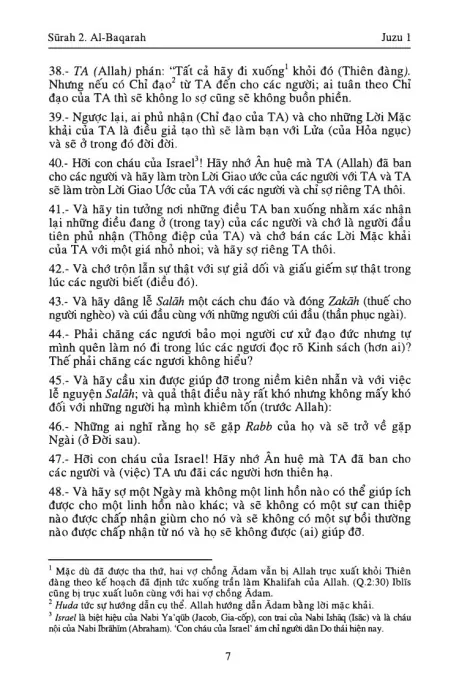 Sūrah 2. Al-Baqarah Juzu 1
38.- TA (Allah) phán: “Tất cả hãy đi xuống¹ khỏi đó (Thiên đàng).
Nhưng nếu có Chỉ đạo² từ TA đến cho các ngươi; ai tuân theo Chỉ
đạo của TA thì sẽ không lo sợ cũng sẽ không buồn phiền.
39.- Ngược lại, ai phủ nhận (Chỉ đạo của TA) và cho những Lời Mặc
khải của TA là điều giả tạo thì sẽ làm bạn với Lửa (của Hỏa ngục)
và sẽ ở trong đó đời đời.
40.- Hỡi con cháu của Israel³! Hãy nhớ Ân huệ mà TA (Allah) đã ban
cho các ngươi và hãy làm tròn Lời Giao ước của các ngươi với TA và TA
sẽ làm tròn Lời Giao Ước của TA với các ngươi và chỉ sợ riêng TA thôi.
41.- Và hãy tin tưởng nơi những điều TA ban xuống nhằm xác nhận
lại những điều đang ở (trong tay) của các ngươi và chớ là người đầu
tiên phủ nhận (Thông điệp của TA) và chớ bán các Lời Mặc khải
của TA với một giá nhỏ nhoi; và hãy sợ riêng TA thôi.
42.- Và chớ trộn lẫn sự thật với sự giả dối và giấu giếm sự thật trong
lúc các ngươi biết (điều đó).
43.- Và hãy dâng lễ Salāh một cách chu đáo và đóng Zakāh (thuế cho
người nghèo) và cúi đầu cùng với những người cúi đầu (thần phục ngài).
44.- Phải chăng các ngươi bảo mọi người cư xử đạo đức nhưng tự
mình quên làm nó đi trong lúc các ngươi đọc rõ Kinh sách (hơn ai)?
Thế phải chăng các ngươi không hiểu?
45.- Và hãy cầu xin được giúp đỡ trong niềm kiên nhẫn và với việc
lễ nguyện Salāh; và quả thật điều này rất khó nhưng không mấy khó
đối với những người hạ mình khiêm tốn (trước Allah):
46.- Những ai nghĩ rằng họ sẽ gặp Rabb của họ và sẽ trở về gặp
Ngài (ở Đời sau).
47.- Hỡi con cháu của Israel! Hãy nhớ Ân huệ mà TA đã ban cho
các ngươi và (việc) TA ưu đãi các ngươi hơn thiên hạ.
48.- Và hãy sợ một Ngày mà không một linh hồn nào có thể giúp ích
được cho một linh hồn nào khác; và sẽ không có một sự can thiệp
nào được chấp nhận giùm cho nó và sẽ không có một sự bồi thường
nào được chấp nhận từ nó và họ sẽ không được (ai) giúp đỡ.
¹ Mặc dù đã được tha thứ, hai vợ chồng Ādam vẫn bị Allah trục xuất khỏi Thiên
đàng theo kế hoạch đã định tức xuống trần làm Khalifah của Allah. (Q.2:30) Iblīs
cũng bị trục xuất luôn cùng với hai vợ chồng Ādam.
² Huda tức sự hướng dẫn cụ thể. Allah hướng dẫn Ādam bằng lời mặc khải.
³ Israel là biệt hiệu của Nabi Ya’qūb (Jacob, Gia-cốp), con trai của Nabi Ishāq (Isāc) và là cháu
nội của Nabi Ibrāhīm (Abraham). ‘Con cháu của Israel’ ám chỉ người dân Do thái hiện nay.
7